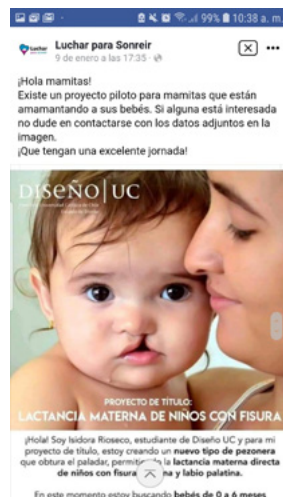 99% 10:38 a. m.
Luchar para Sonreir
9 de enero a las 17:35 ·
¡Hola mamitas!
Existe un proyecto piloto para mamitas que están
amamantando a sus bebés. Si alguna está interesada
no dude en contactarse con los datos adjuntos en la
imagen.
¡Que tengan una excelente jornada!
DISEÑO|UC
PROYECTO DE TÍTULO:
LACTANCIA MATERNA DE NIÑOS CON FISURA
¡Hola! Soy Isidora Rioseco, estudiante de Diseño UC y para mi
proyecto de título, estoy creando un nuevo tipo de pezonera
que obtura el paladar, la lactancia materna directa
de niños con y labio palatina.
En este momento estoy buscando bebés de 0 a 6 meses